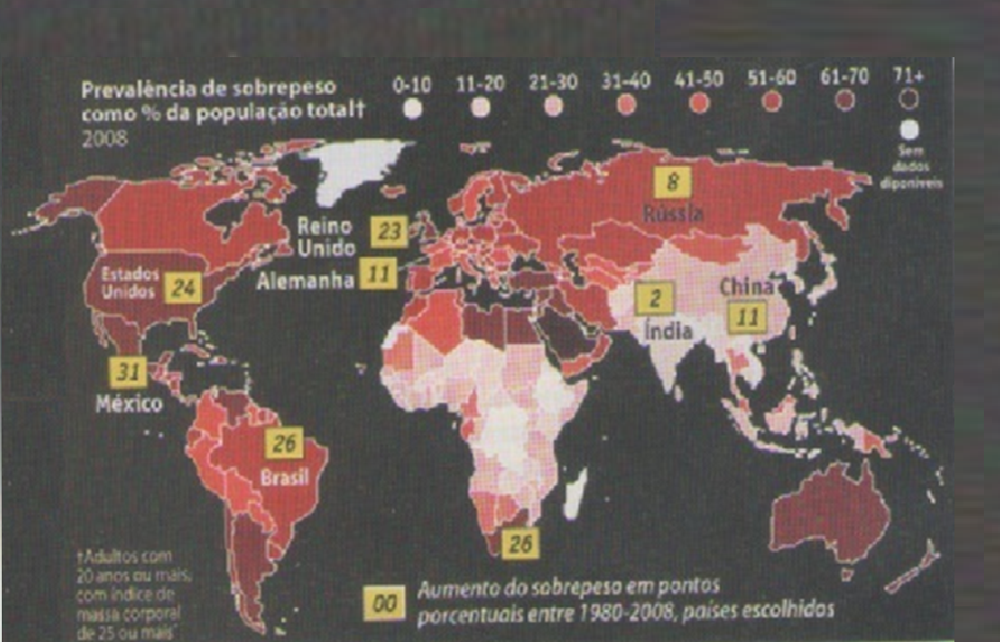 Prevalência de sobrepeso
como % da população total†
2008
0-10
11-20
21-30
31-40
41-50
51-60
61-70
71+
Sem
dados
diponíveis
8
Rússia
Reino
Unido
23
Alemanha
11
Estados
Unidos
24
2
Índia
China
11
31
México
26
Brasil
26
†Adultos com
20 anos ou mais,
com índice de
massa corporal
de 25 ou mais
00
Aumento do sobrepeso em pontos
porcentuais entre 1980-2008, países escolhidos